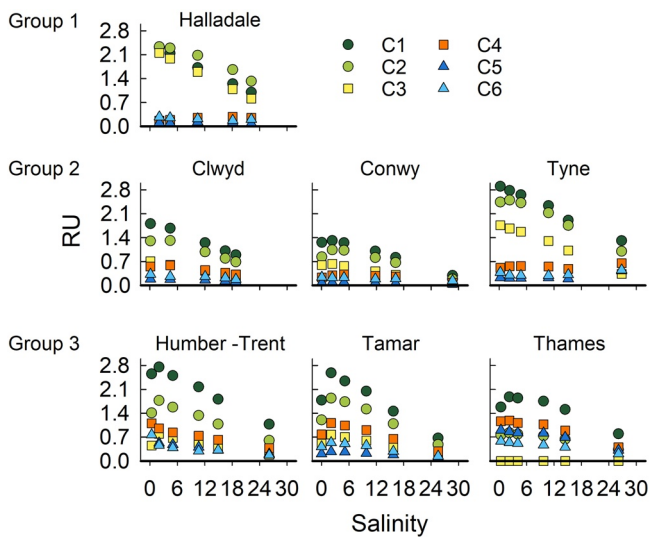 Group 1
Halladale
2.8
2.1
1.4
0.7
0.0
C1
C4
C2
C5
C3
C6
Group 2
Clwyd
Conwy
Tyne
RU
2.8
2.1
1.4
0.7
0.0
Group 3
Humber -Trent
Tamar
Thames
2.8
2.1
1.4
0.7
0.0
0 6 12 18 24 30
0 6 12 18 24 30
0 6 12 18 24 30
Salinity